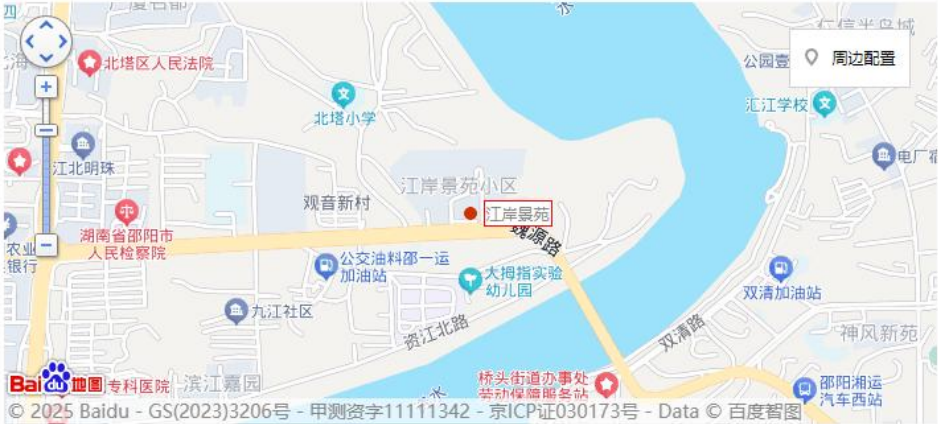 仁信半岛城
周边配置
公园壹
北塔区人民法院
北塔小学
汇江学校
江北明珠
电厂宿
江岸景苑小区
观音新村
江岸景苑
湖南省邵阳市
人民检察院
魏源路
农业
银行
公交油料邵一运
加油站
大拇指实验
幼儿园
双清加油站
九江社区
资江北路
双清路
神风新苑
Bai du 地图
专科医院
滨江嘉园
水
桥头街道办事处
劳动保障服务站
邵阳湘运
汽车西站
© 2025 Baidu - GS(2023)3206号 - 甲测资字11111342 - 京ICP证030173号 - Data © 百度智图